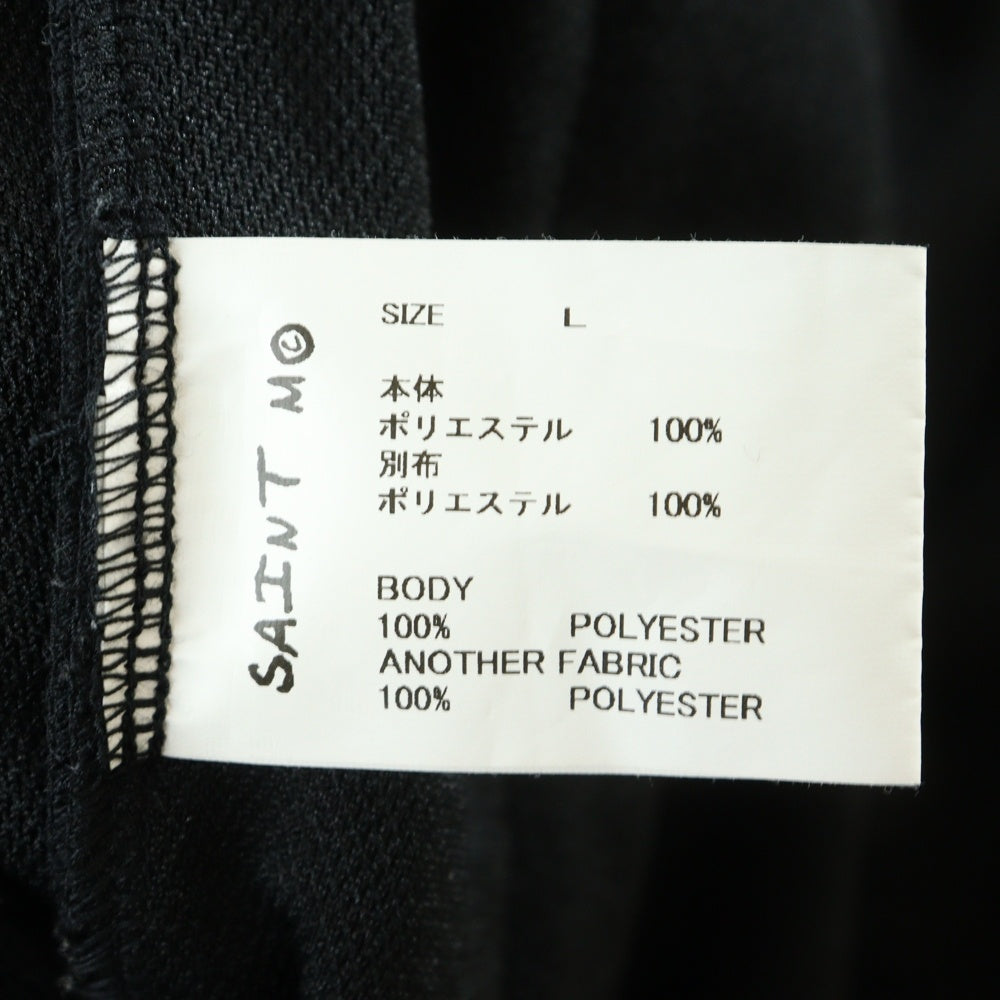 SAINT M©
SIZE L
本体
ポリエステル 100%
別布
ポリエステル 100%
BODY
100% POLYESTER
ANOTHER FABRIC
100% POLYESTER